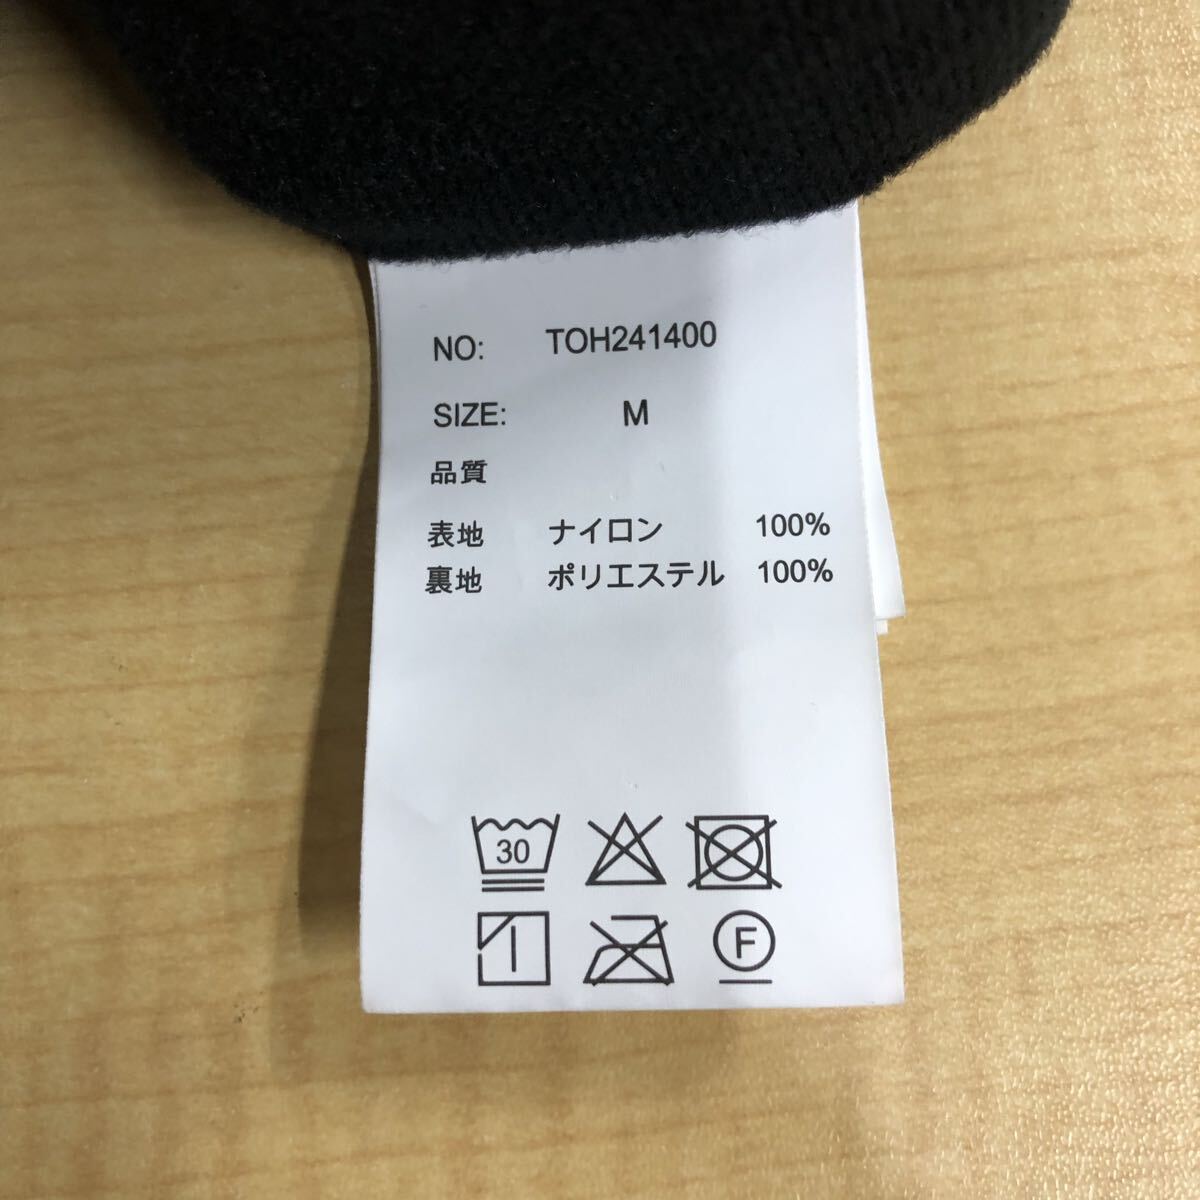 NO: TOH241400
SIZE: M
品質
表地 ナイロン 100%
裏地 ポリエステル 100%
30
F